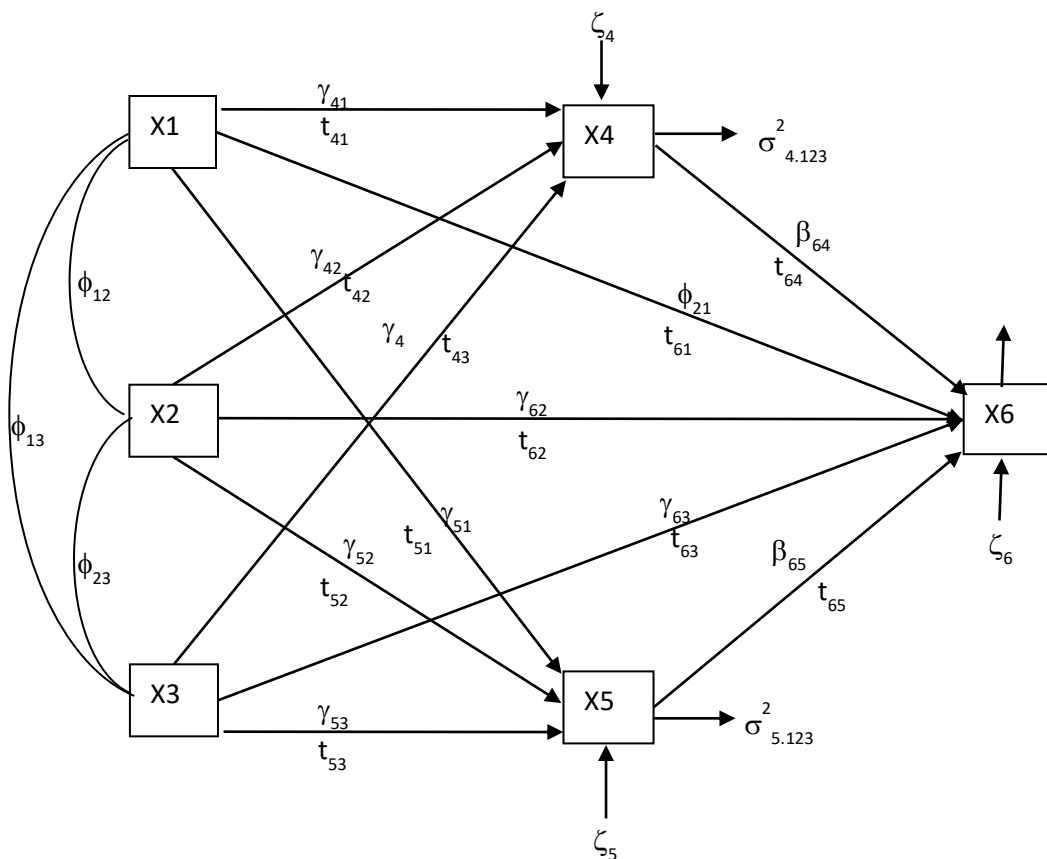 ζ₄
γ₄₁
X1
t₄₁
X4
σ²₄.₁₂₃
β₆₄
γ₄₂
t₄₂
t₆₄
ϕ₁₂
ϕ₂₁
γ₄
t₄₃
t₆₁
X2
γ₆₂
X6
ϕ₁₃
t₆₂
γ₆₃
γ₅₁
t₅₁
t₆₃
γ₅₂
β₆₅
ζ₆
ϕ₂₃
t₅₂
t₆₅
X3
X5
γ₅₃
σ²₅.₁₂₃
t₅₃
ζ₅